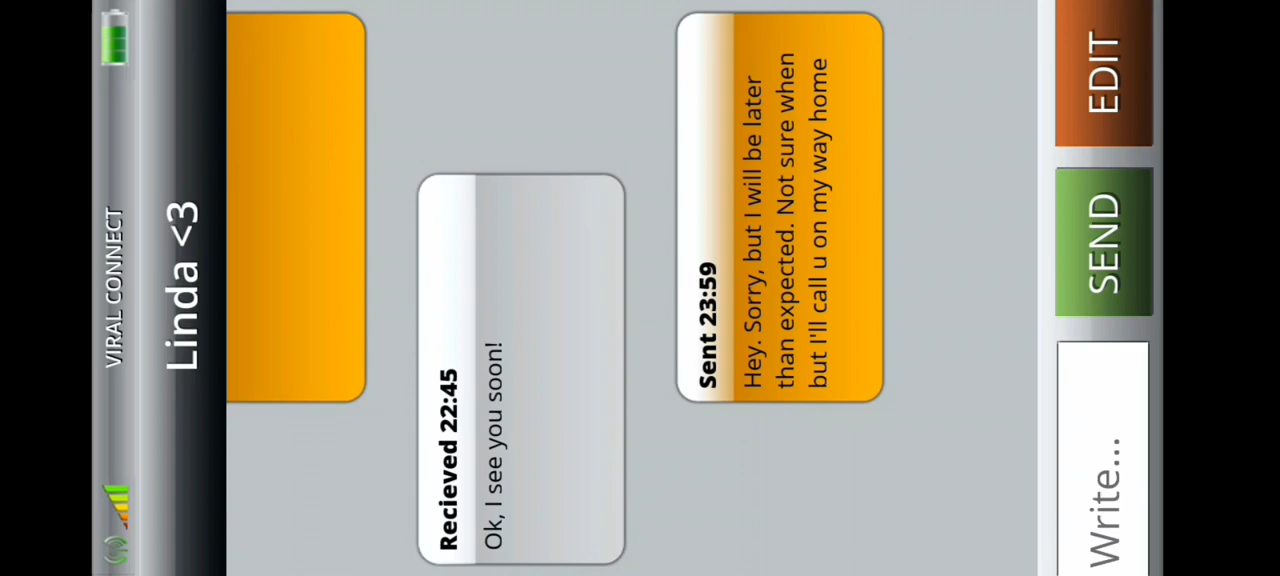 VIRAL CONNECT
Linda <3
Recieved 22:45
Ok, I see you soon!
Sent 23:59
Hey. Sorry, but I will be later
than expected. Not sure when
but I'll call u on my way home
Write...
SEND
EDIT